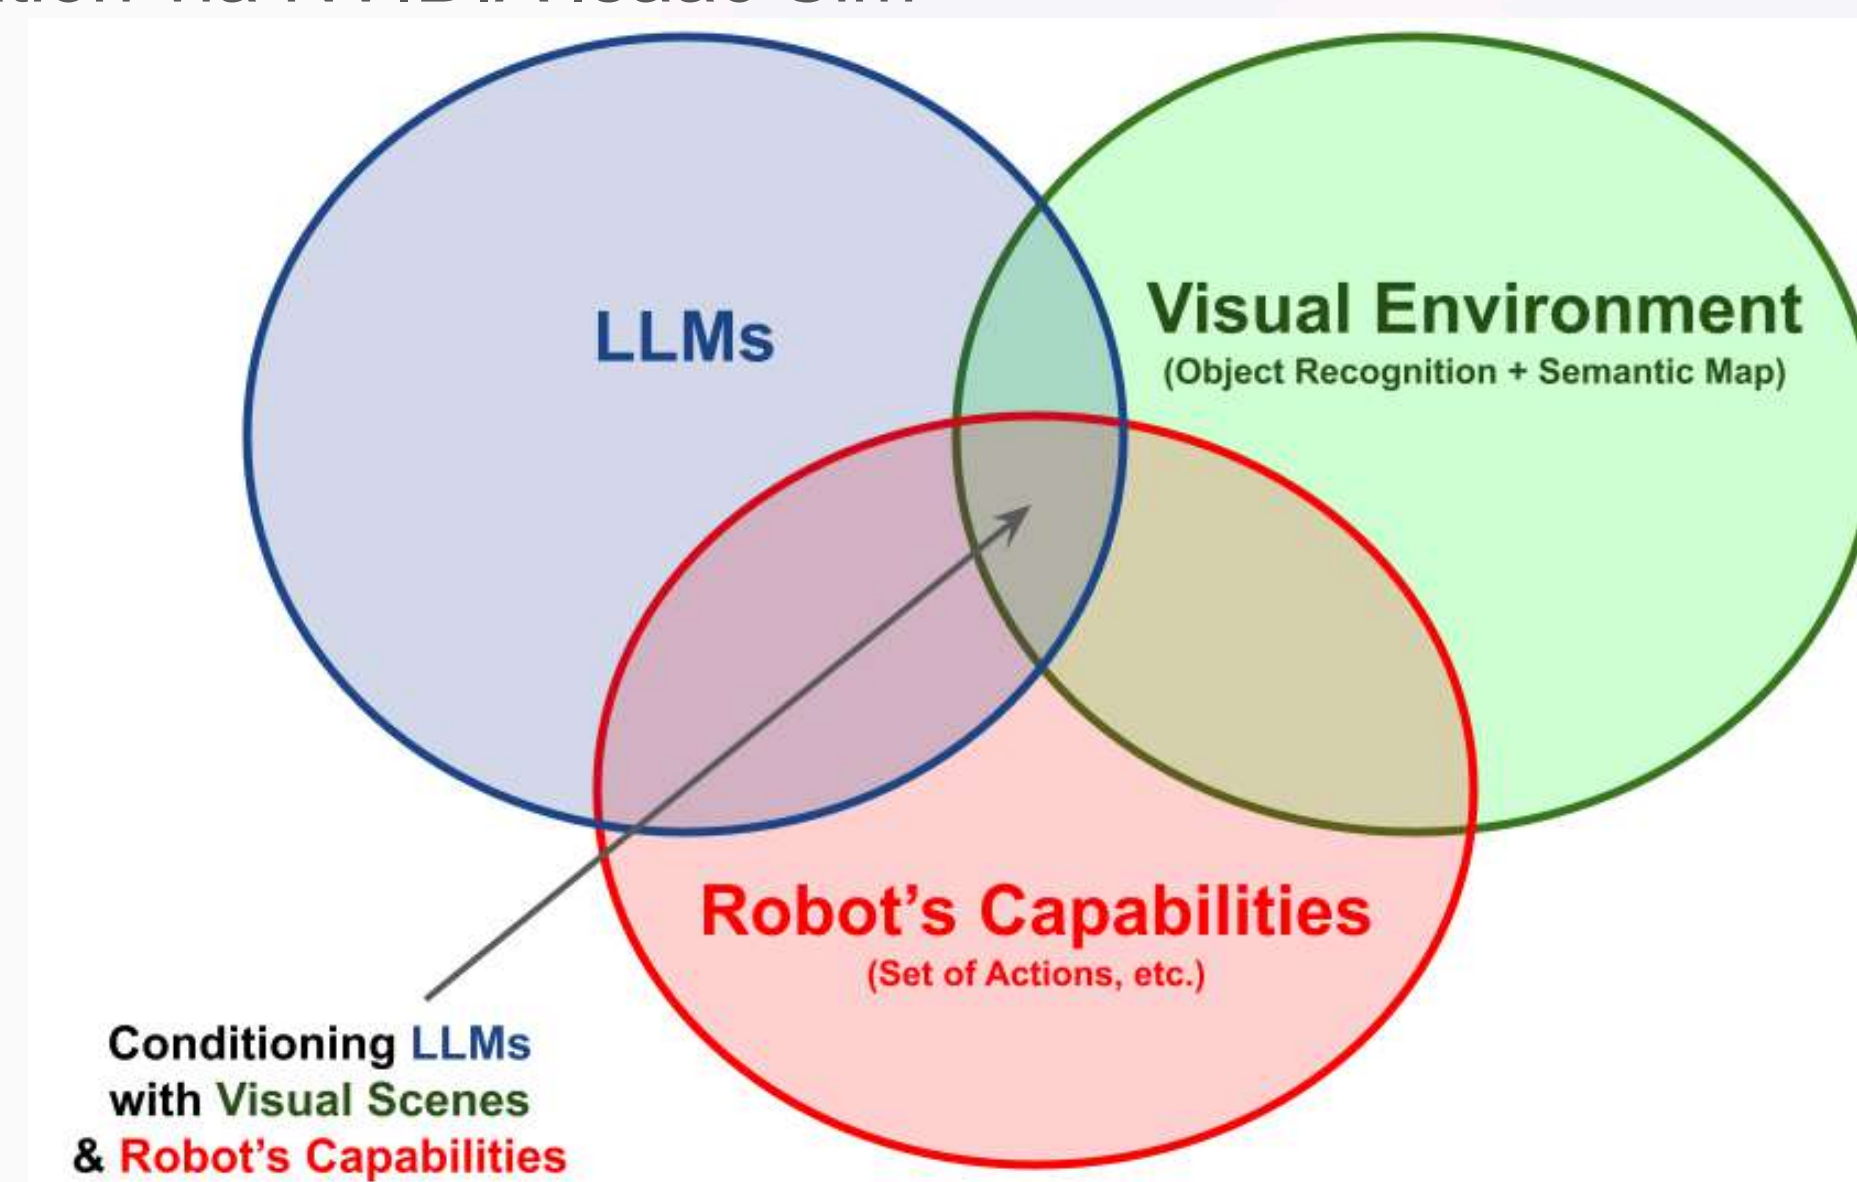 LLMs
Visual Environment
(Object Recognition + Semantic Map)
Robot’s Capabilities
(Set of Actions, etc.)
Conditioning LLMs
with Visual Scenes
& Robot’s Capabilities